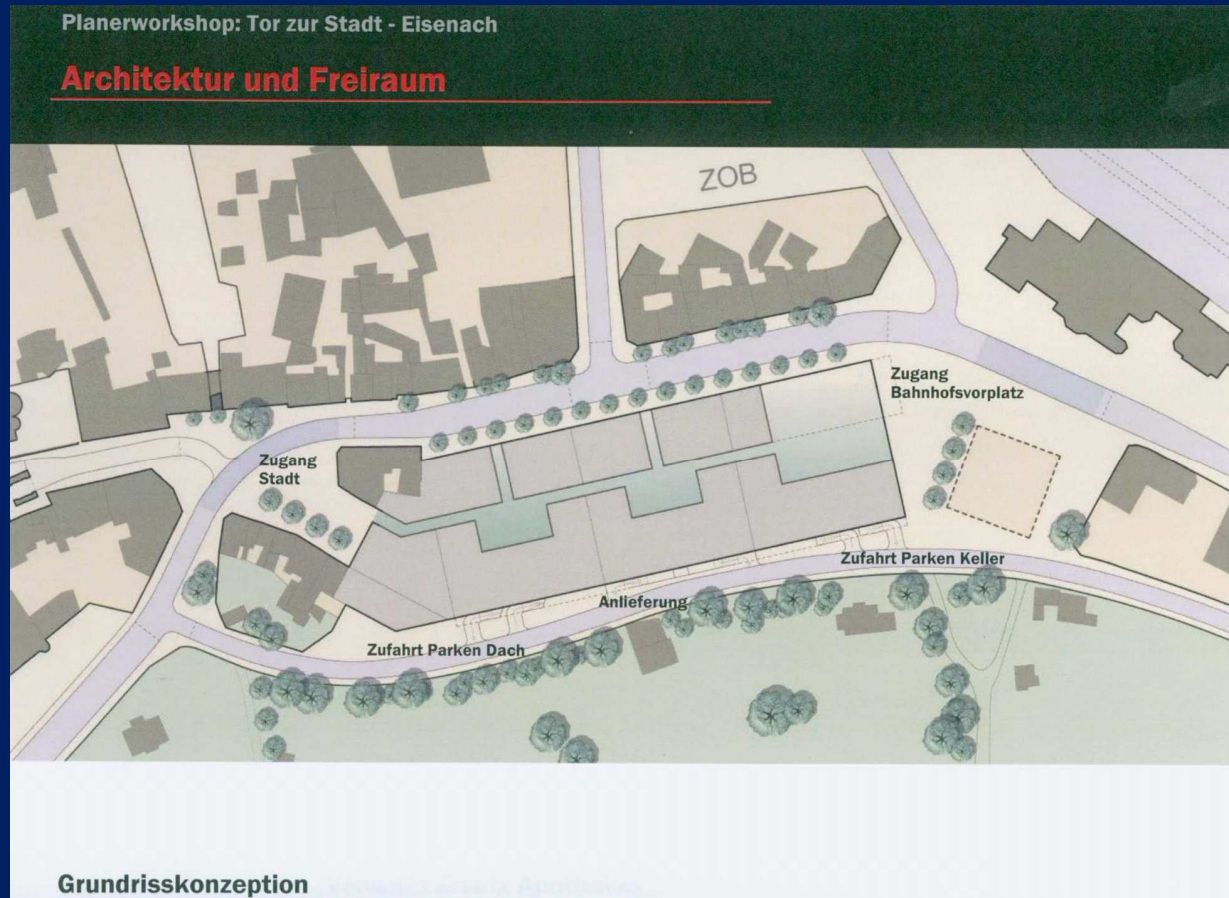 Planerworkshop: Tor zur Stadt - Eisenach
Architektur und Freiraum
ZOB
Zugang
Bahnhofsvorplatz
Zugang
Stadt
Zufahrt Parken Keller
Anlieferung
Zufahrt Parken Dach
Grundrisskonzeption